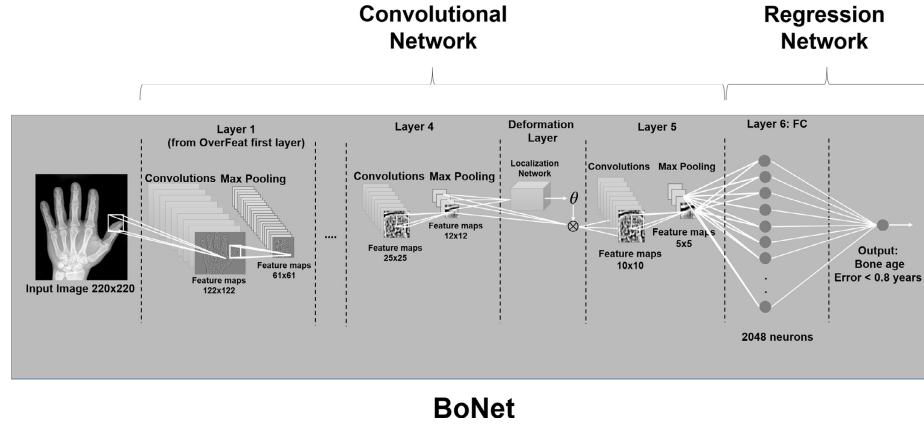 Convolutional
Network
Regression
Network
Layer 1
(from OverFeat first layer)
Convolutions Max Pooling
Feature maps
122x122
Feature maps
61x61
Input Image 220x220
....
Layer 4
Convolutions Max Pooling
Feature maps
25x25
Feature maps
12x12
Deformation
Layer
Localization
Network
θ
⊗
Layer 5
Convolutions Max Pooling
Feature maps
10x10
Feature maps
5x5
Layer 6: FC
.
.
2048 neurons
Output:
Bone age
Error < 0.8 years
BoNet